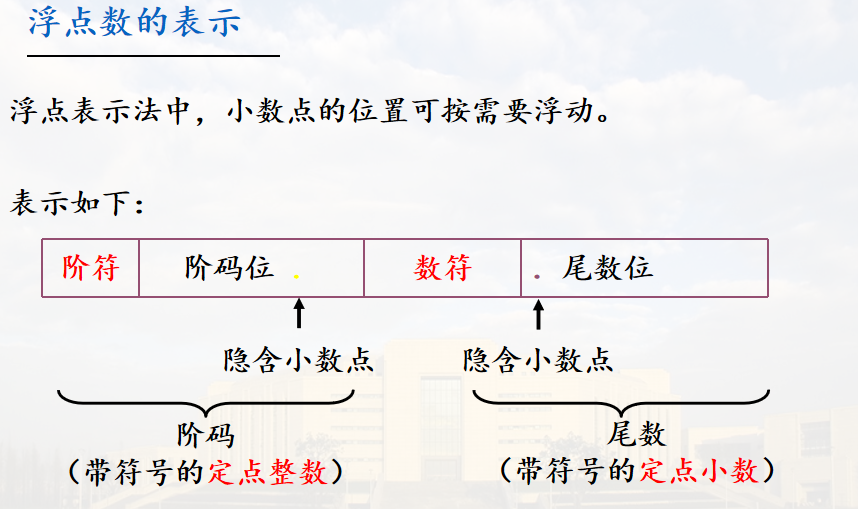 浮点数的表示
浮点表示法中，小数点的位置可按需要浮动。
表示如下：
阶符 阶码位 . 数符 . 尾数位
隐含小数点 隐含小数点
阶码 尾数
（带符号的定点整数） （带符号的定点小数）